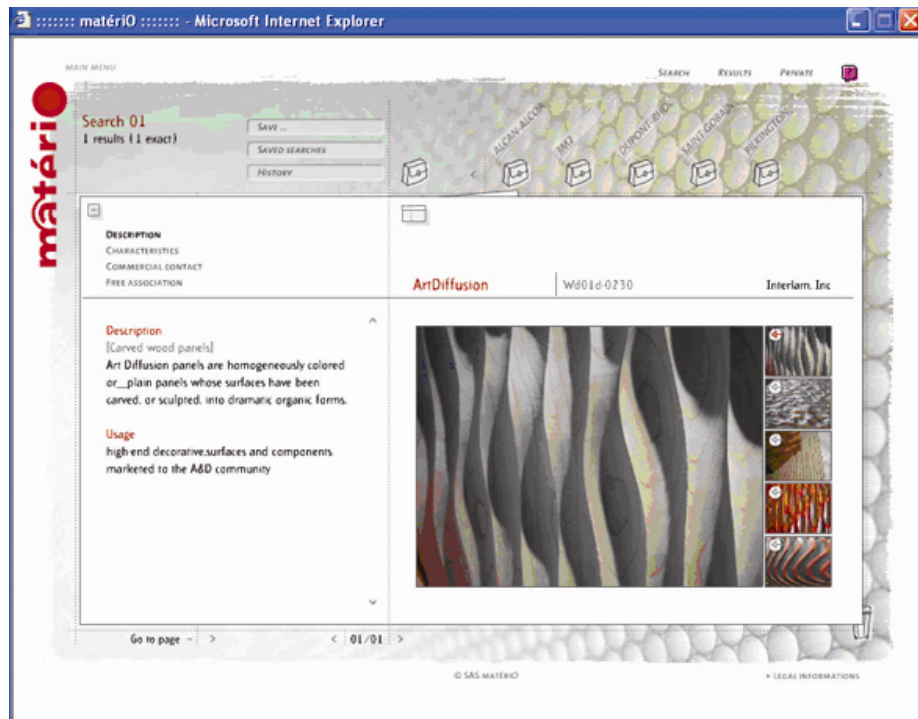 ::::::: matériO ::::::: - Microsoft Internet Explorer
MAIN MENU
SEARCH RESULTS PRIVATE ?
matériO
Search 01
1 results (1 exact)
SAVE ...
SAVED SEARCHES
HISTORY
ALCAN-ALCOA
DUPONT-RHO
SAINT-GOBAIN
PILKINGTON
DESCRIPTION
CHARACTERISTICS
COMMERCIAL CONTACT
FREE ASSOCIATION
ArtDiffusion
Wd01d-0230
Interlam. Inc
Description
[Carved wood panels]
Art Diffusion panels are homogeneously colored
or__plain panels whose surfaces have been
carved, or sculpted, into dramatic organic forms.
Usage
high-end decorative.surfaces and components
marketed to the A&D community
Go to page - > < 01/01 >
© SAS MATÉRIO
+ LEGAL INFORMATIONS